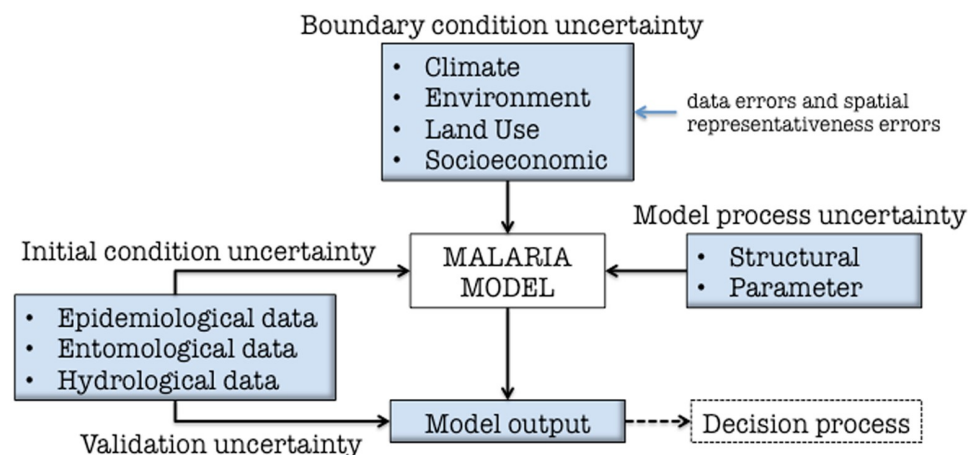 Boundary condition uncertainty
• Climate
• Environment
• Land Use
• Socioeconomic
data errors and spatial
representativeness errors
Model process uncertainty
• Structural
• Parameter
Initial condition uncertainty
MALARIA
MODEL
• Epidemiological data
• Entomological data
• Hydrological data
Validation uncertainty
Model output
Decision process